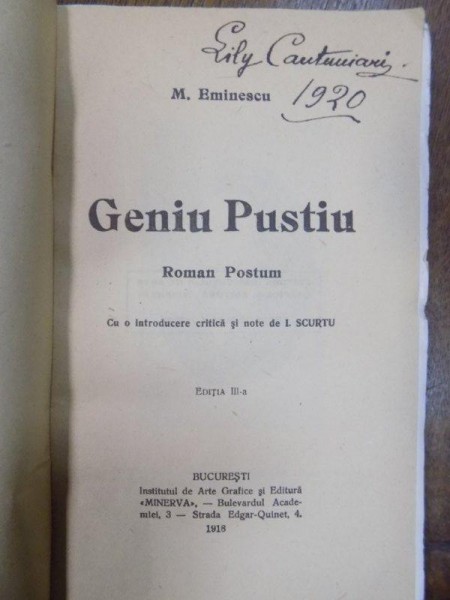 Lily Cantuniari.
M. Eminescu
1920
Geniu Pustiu
Roman Postum
Cu o introducere critică și note de I. SCURTU
EDIȚIA III-a
BUCUREȘTI
Institutul de Arte Grafice și Editură
«MINERVA», — Bulevardul Acade-
miei, 3 — Strada Edgar-Quinet, 4.
1918